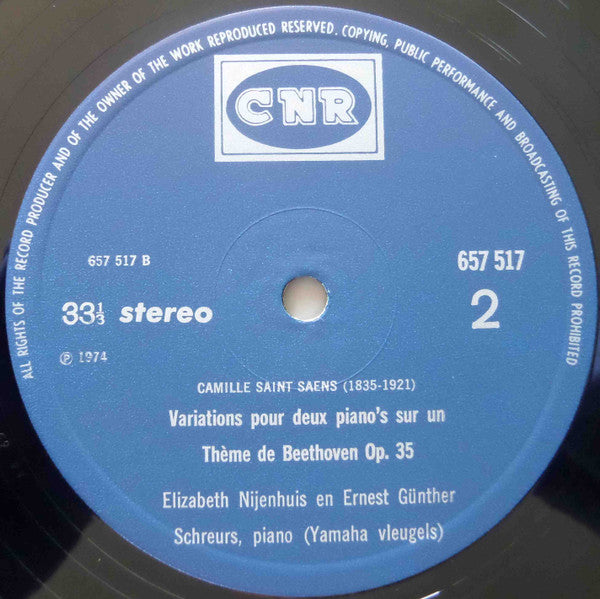 ALL RIGHTS OF THE RECORD PRODUCER AND OF THE OWNER OF THE WORK REPRODUCED RESERVED. COPYING, PUBLIC PERFORMANCE AND BROADCASTING OF THIS RECORD PROHIBITED
CNR
657 517 B
657 517
33⅓ stereo
2
℗ 1974
CAMILLE SAINT SAENS (1835-1921)
Variations pour deux piano's sur un
Thème de Beethoven Op. 35
Elizabeth Nijenhuis en Ernest Günther
Schreurs, piano (Yamaha vleugels)